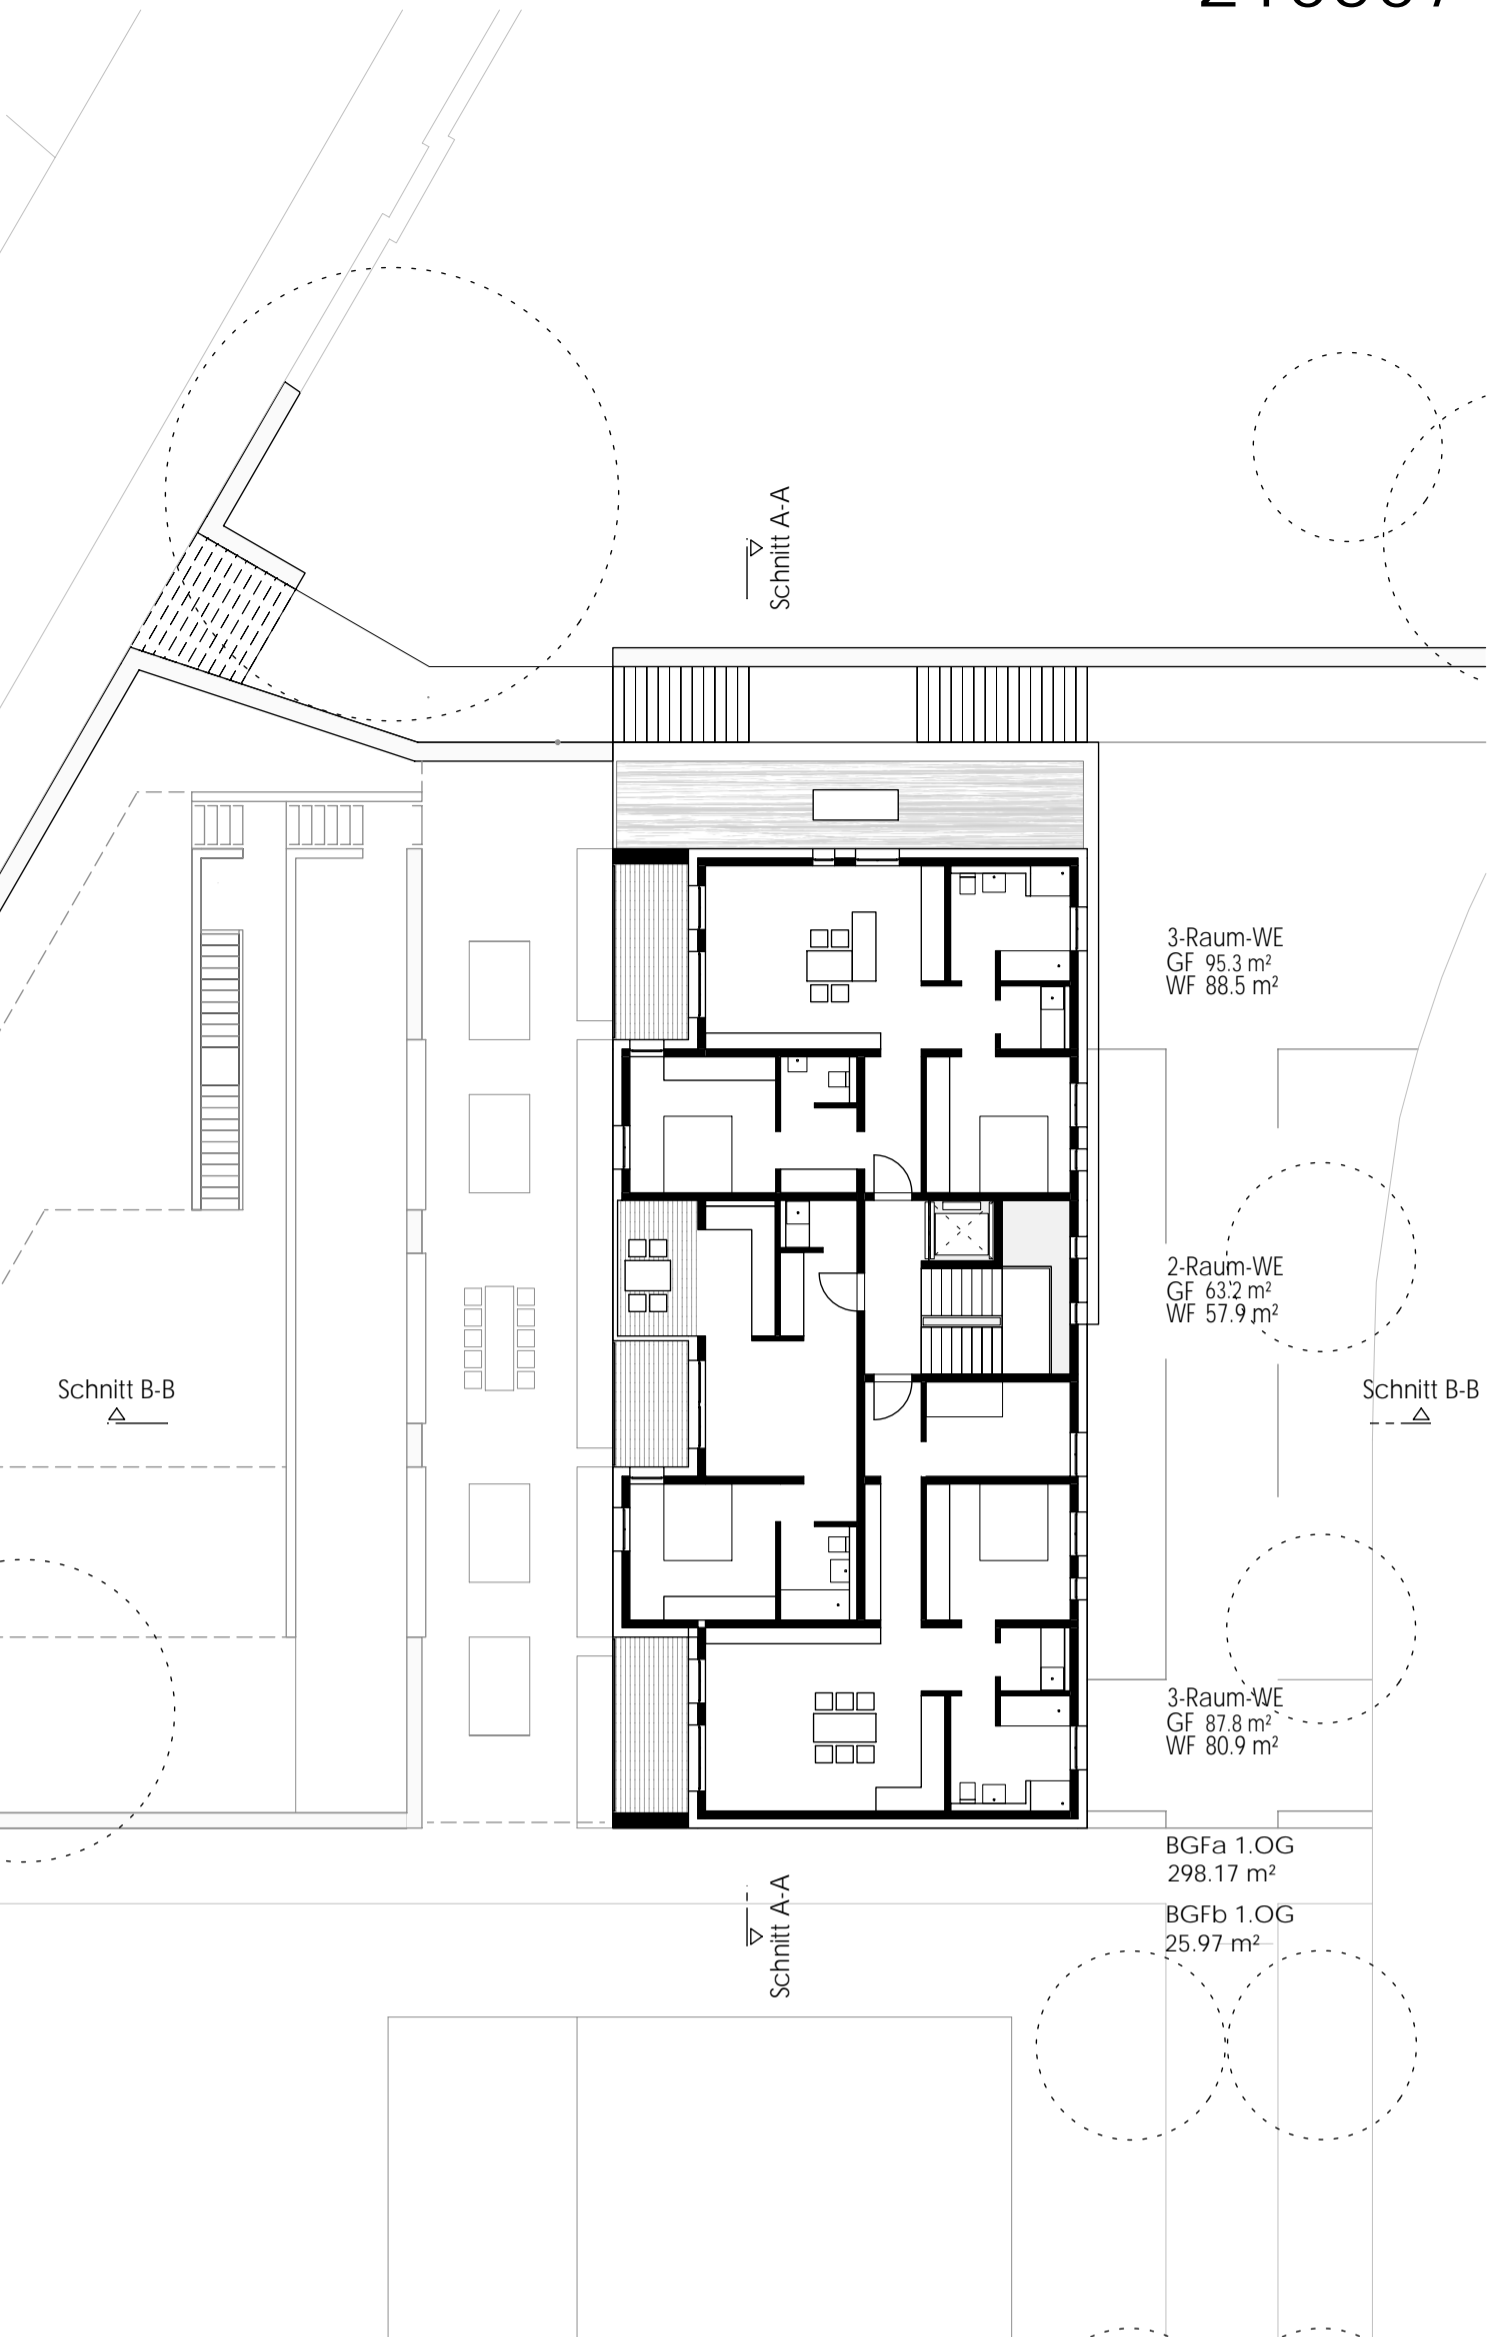 Schnitt A-A
3-Raum-WE
GF 95.3 m²
WF 88.5 m²
2-Raum-WE
GF 63.2 m²
WF 57.9 m²
Schnitt B-B
Schnitt B-B
3-Raum-WE
GF 87.8 m²
WF 80.9 m²
BGFa 1.OG
298.17 m²
BGFb 1.OG
25.97 m²
Schnitt A-A